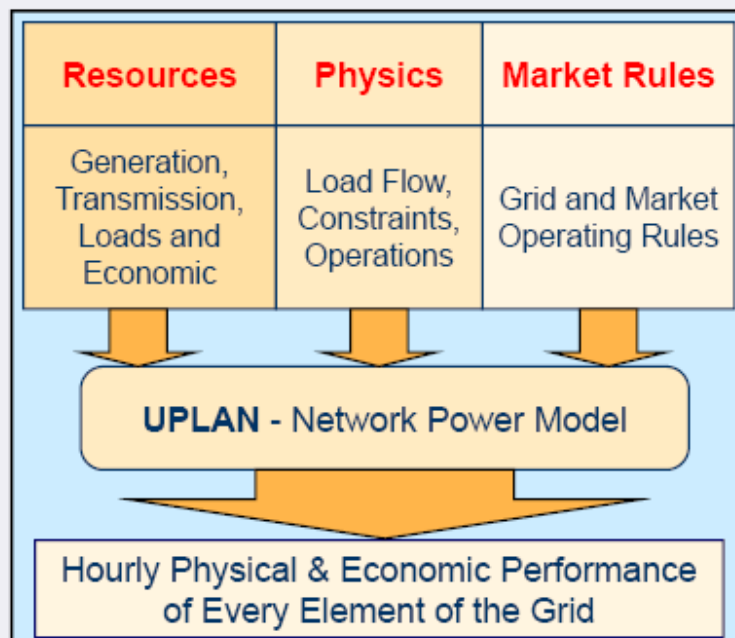 Resources
Physics
Market Rules
Generation,
Transmission,
Loads and
Economic
Load Flow,
Constraints,
Operations
Grid and Market
Operating Rules
UPLAN - Network Power Model
Hourly Physical & Economic Performance
of Every Element of the Grid